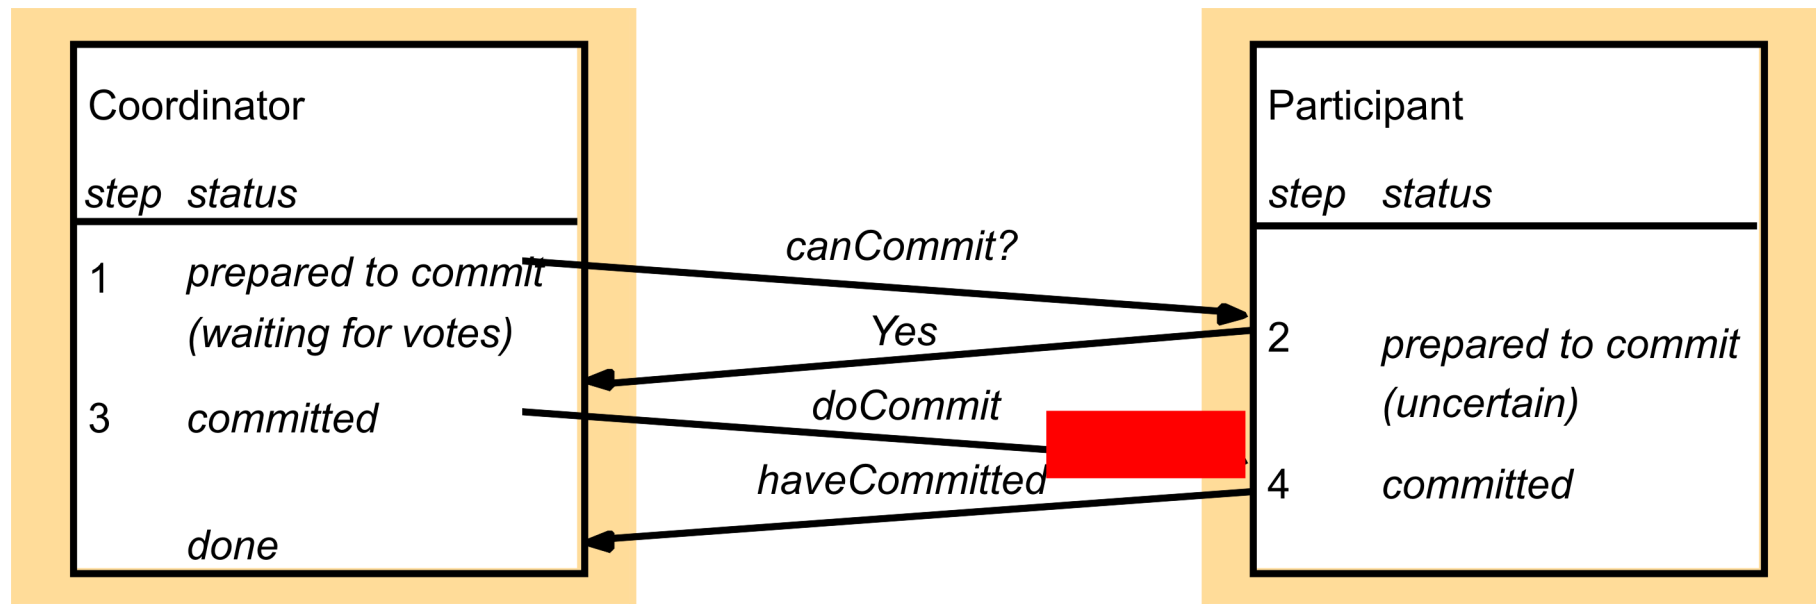 Coordinator
step status
1 prepared to commit
(waiting for votes)
3 committed
done
canCommit?
Yes
doCommit
haveCommitted
Participant
step status
2 prepared to commit
(uncertain)
4 committed